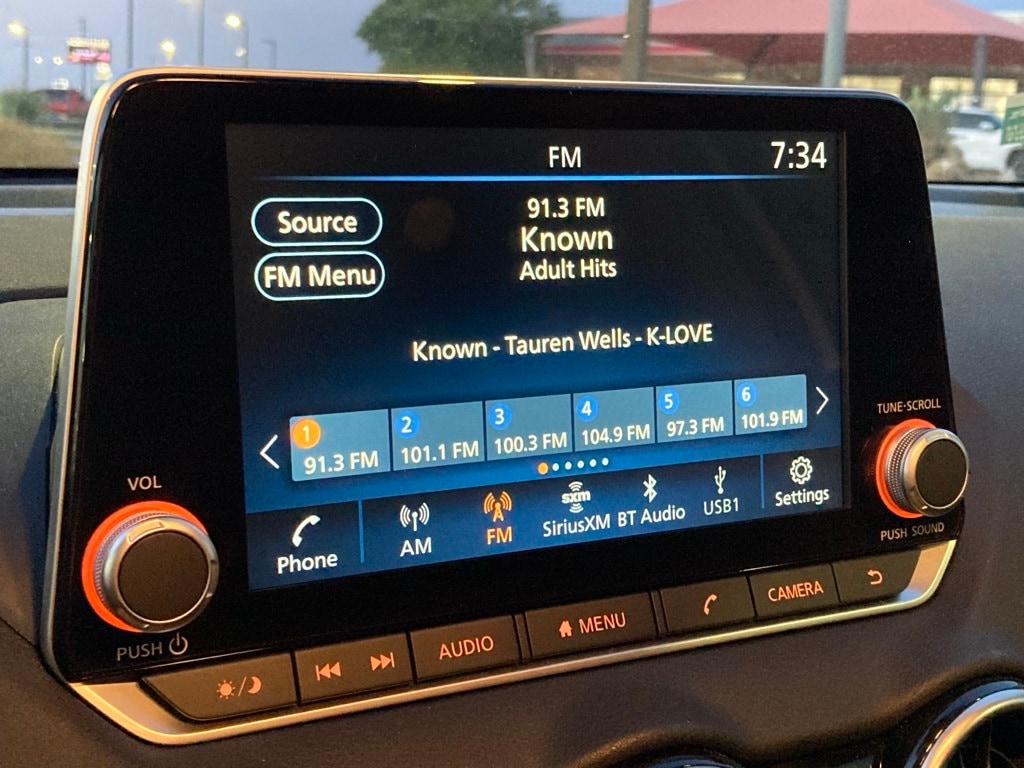 FM
7:34
Source
FM Menu
91.3 FM
Known
Adult Hits
Known - Tauren Wells - K-LOVE
1
91.3 FM
2
101.1 FM
3
100.3 FM
4
104.9 FM
5
97.3 FM
6
101.9 FM
Phone
AM
FM
sxm
SiriusXM
BT Audio
USB1
Settings
VOL
PUSH
TUNE·SCROLL
PUSH SOUND
AUDIO
MENU
CAMERA